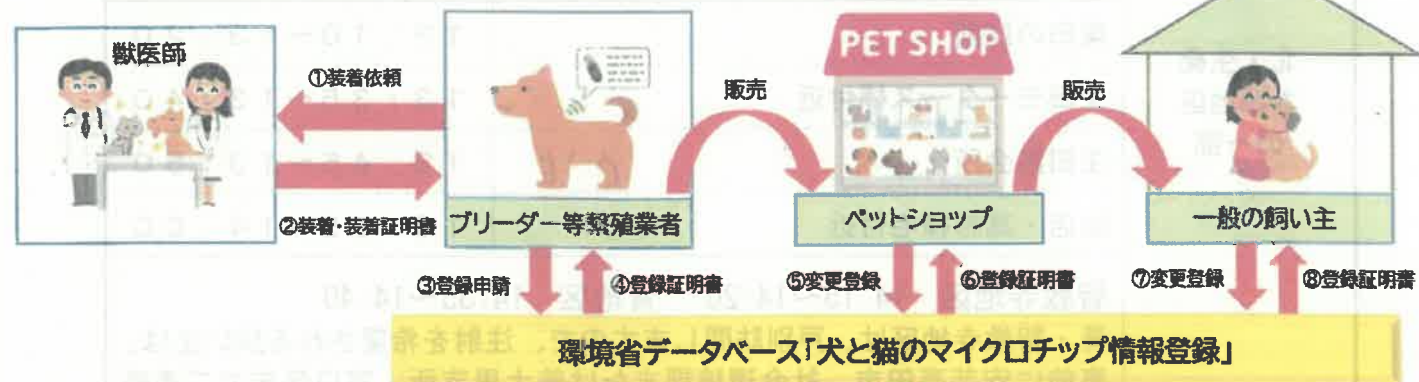 獣医師
①装着依頼
②装着・装着証明書
ブリーダー等繁殖業者
販売
PET SHOP
ペットショップ
販売
一般の飼い主
③登録申請
④登録証明書
⑤変更登録
⑥登録証明書
⑦変更登録
⑧登録証明書
環境省データベース「犬と猫のマイクロチップ情報登録」